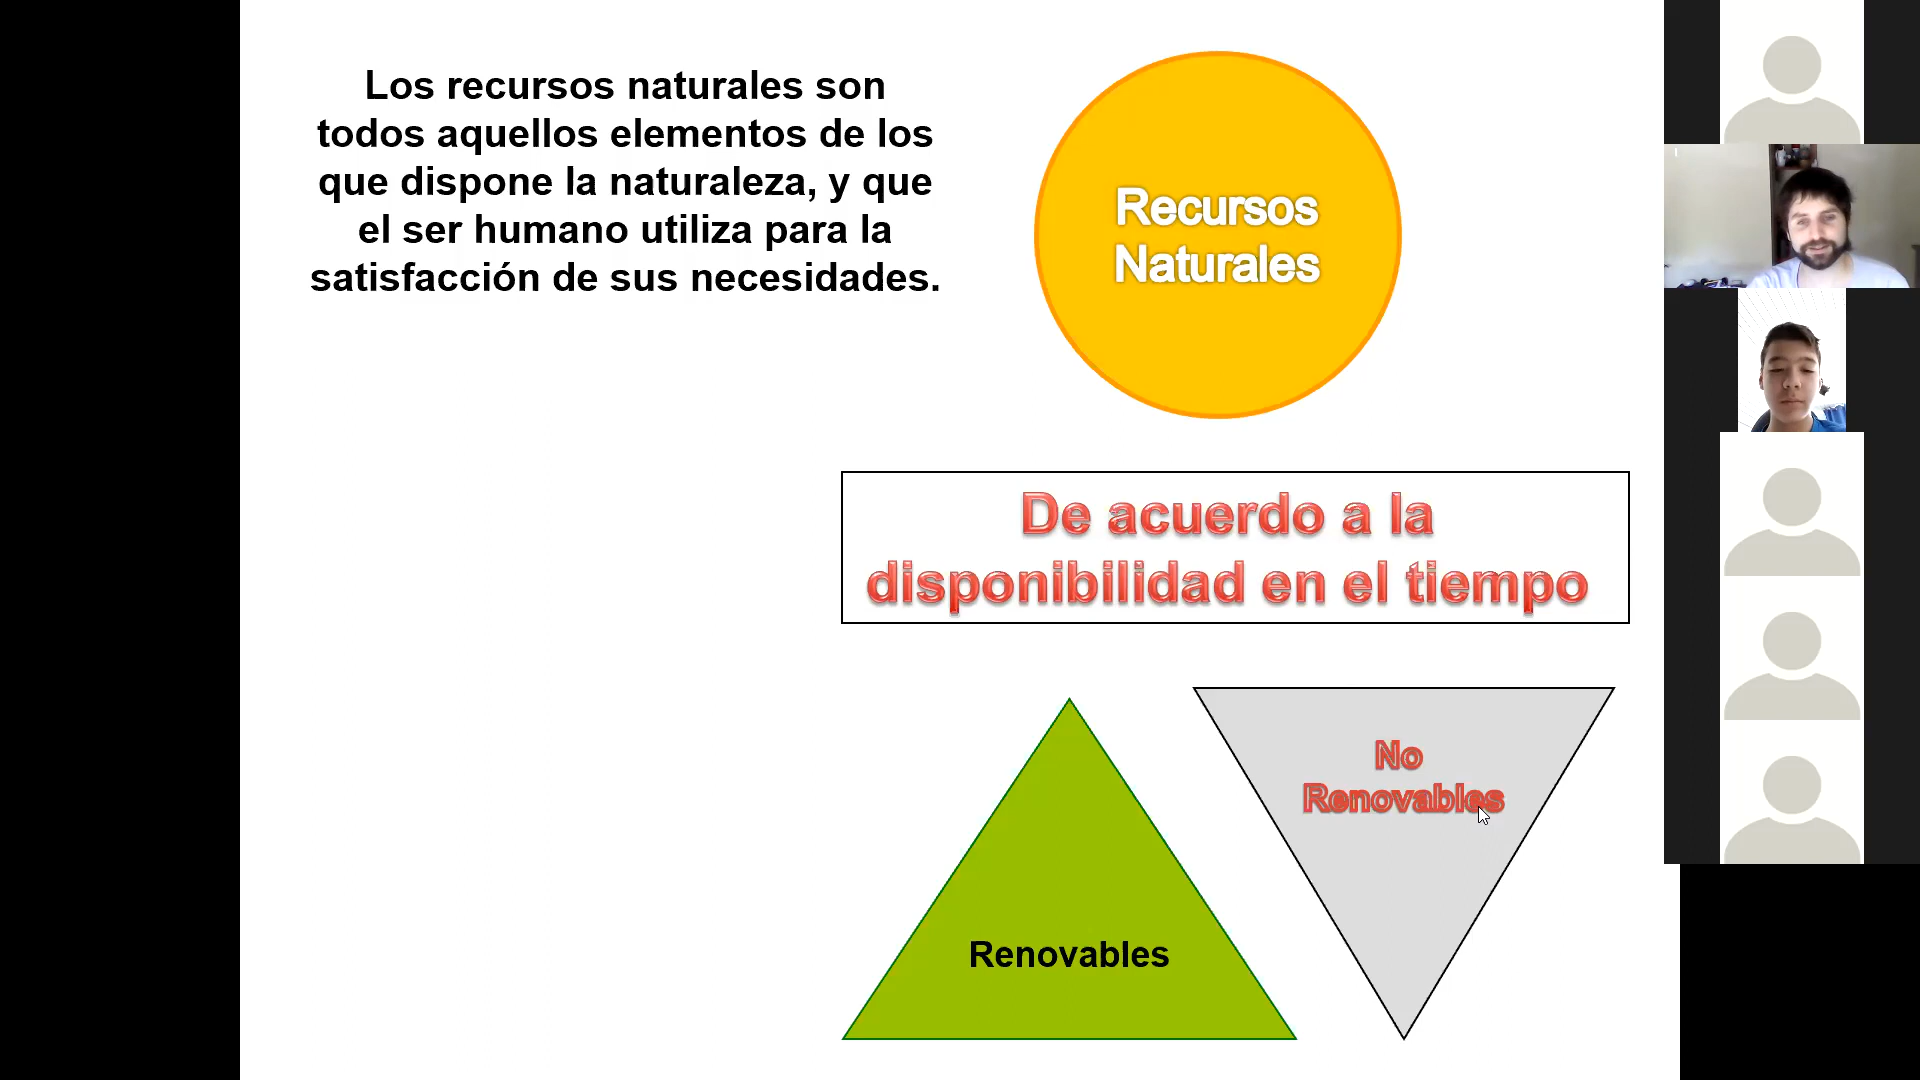 Los recursos naturales son
todos aquellos elementos de los
que dispone la naturaleza, y que
el ser humano utiliza para la
satisfacción de sus necesidades.
Recursos
Naturales
De acuerdo a la
disponibilidad en el tiempo
No
Renovables
Renovables